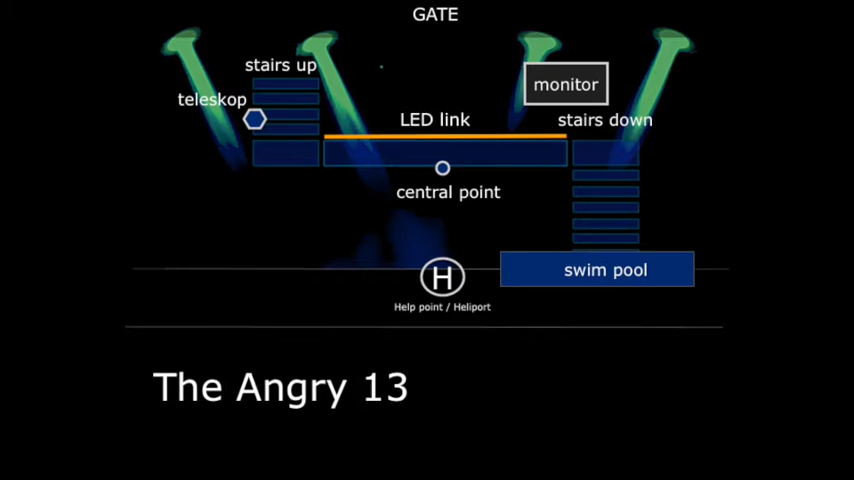 GATE
stairs up
monitor
teleskop
LED link
stairs down
central point
swim pool
H
Help point / Heliport
The Angry 13